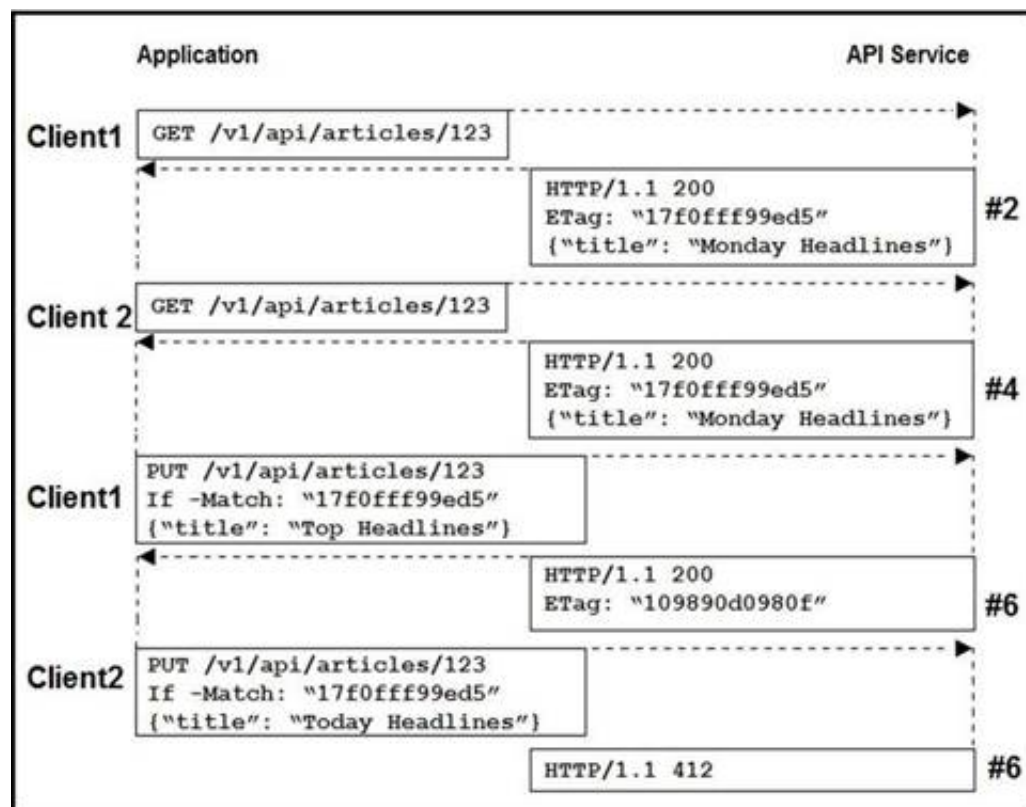 Application API Service
Client1 GET /v1/api/articles/123
HTTP/1.1 200
ETag: “17f0fff99ed5” #2
{“title”: “Monday Headlines”}
Client 2 GET /v1/api/articles/123
HTTP/1.1 200
ETag: “17f0fff99ed5” #4
{“title”: “Monday Headlines”}
PUT /v1/api/articles/123
Client1 If -Match: “17f0fff99ed5”
{“title”: “Top Headlines”}
HTTP/1.1 200
ETag: “109890d0980f” #6
PUT /v1/api/articles/123
Client2 If -Match: “17f0fff99ed5”
{“title”: “Today Headlines”}
HTTP/1.1 412 #6